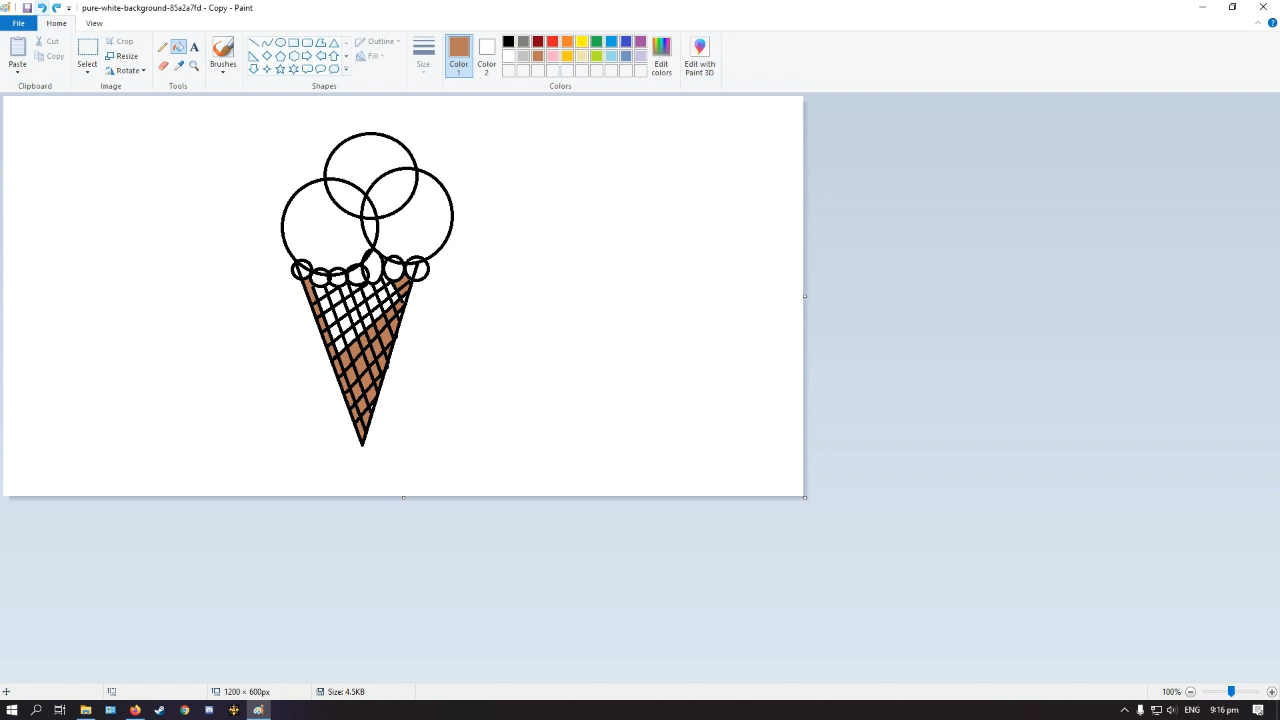 pure-white-background-85a2a7fd - Copy - Paint
File Home View
Paste
Cut
Copy
Clipboard
Select
Crop
Resize
Rotate
Image
A
Tools
Brushes
Outline
Fill
Shapes
Size
Color
1
Color
2
Edit
colors
Colors
Edit with
Paint 3D
1200 × 600px
Size: 4.5KB
100%
ENG
9:16 pm